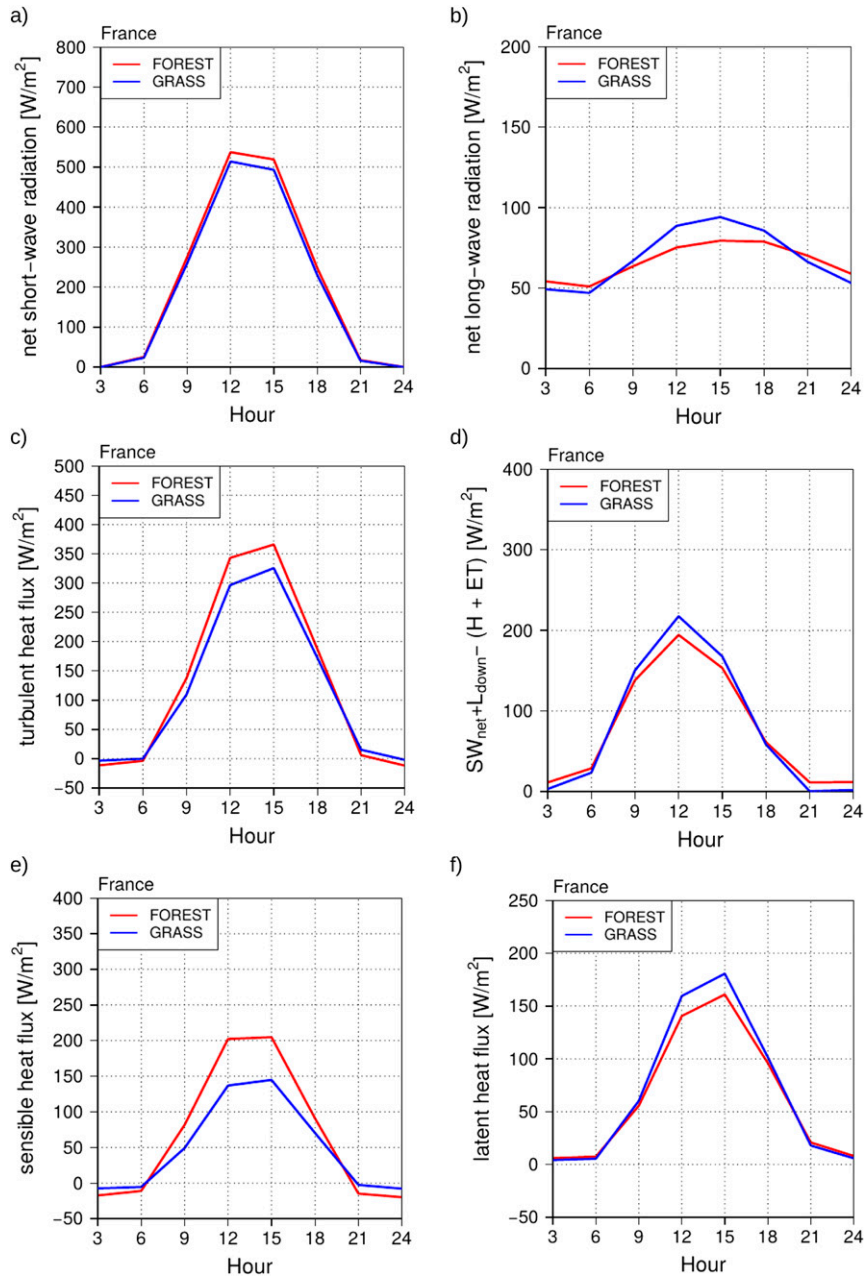 a)
France
FOREST
GRASS
net short−wave radiation [W/m²]
800
700
600
500
400
300
200
100
0
3 6 9 12 15 18 21 24
Hour
b)
France
FOREST
GRASS
net long−wave radiation [W/m²]
200
150
100
50
0
3 6 9 12 15 18 21 24
Hour
c)
France
FOREST
GRASS
turbulent heat flux [W/m²]
500
450
400
350
300
250
200
150
100
50
0
−50
3 6 9 12 15 18 21 24
Hour
d)
France
FOREST
GRASS
SWnet+Ldown− (H + ET) [W/m²]
400
300
200
100
0
3 6 9 12 15 18 21 24
Hour
e)
France
FOREST
GRASS
sensible heat flux [W/m²]
400
350
300
250
200
150
100
50
0
−50
3 6 9 12 15 18 21 24
Hour
f)
France
FOREST
GRASS
latent heat flux [W/m²]
250
200
150
100
50
0
−50
3 6 9 12 15 18 21 24
Hour